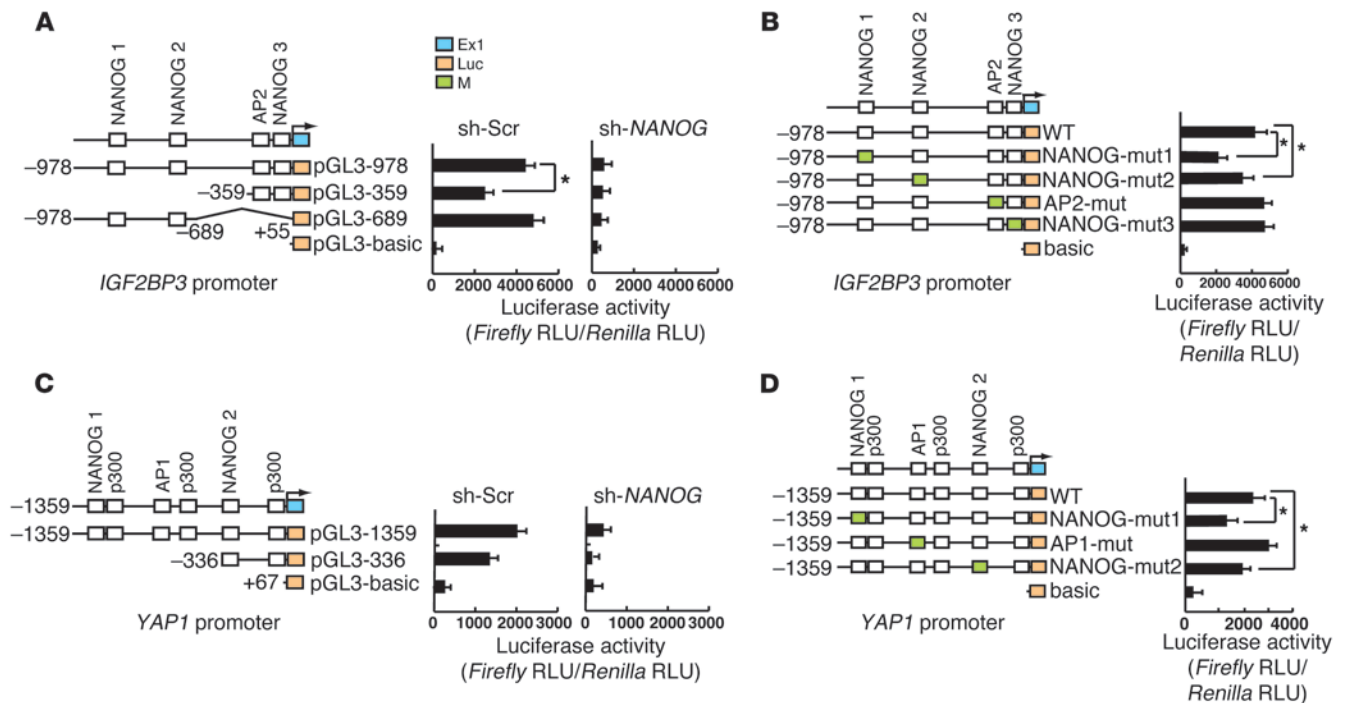 A
NANOG 1
NANOG 2
AP2
NANOG 3
Ex1
Luc
M
sh-Scr
sh-NANOG
–978
pGL3-978
–359
pGL3-359
*
–978
–689
+55
pGL3-689
pGL3-basic
IGF2BP3 promoter
0 2000 4000 6000
0 2000 4000 6000
Luciferase activity
(Firefly RLU/Renilla RLU)
B
NANOG 1
NANOG 2
AP2
NANOG 3
–978
WT
–978
NANOG-mut1
–978
NANOG-mut2
–978
AP2-mut
–978
NANOG-mut3
basic
*
*
IGF2BP3 promoter
0 2000 4000 6000
Luciferase activity
(Firefly RLU/
Renilla RLU)
C
NANOG 1
p300
AP1
p300
NANOG 2
p300
sh-Scr
sh-NANOG
–1359
–1359
pGL3-1359
–336
pGL3-336
+67
pGL3-basic
YAP1 promoter
0 1000 2000 3000
0 1000 2000 3000
Luciferase activity
(Firefly RLU/Renilla RLU)
D
NANOG 1
p300
AP1
p300
NANOG 2
p300
–1359
WT
–1359
NANOG-mut1
–1359
AP1-mut
–1359
NANOG-mut2
basic
*
*
YAP1 promoter
0 2000 4000
Luciferase activity
(Firefly RLU/
Renilla RLU)